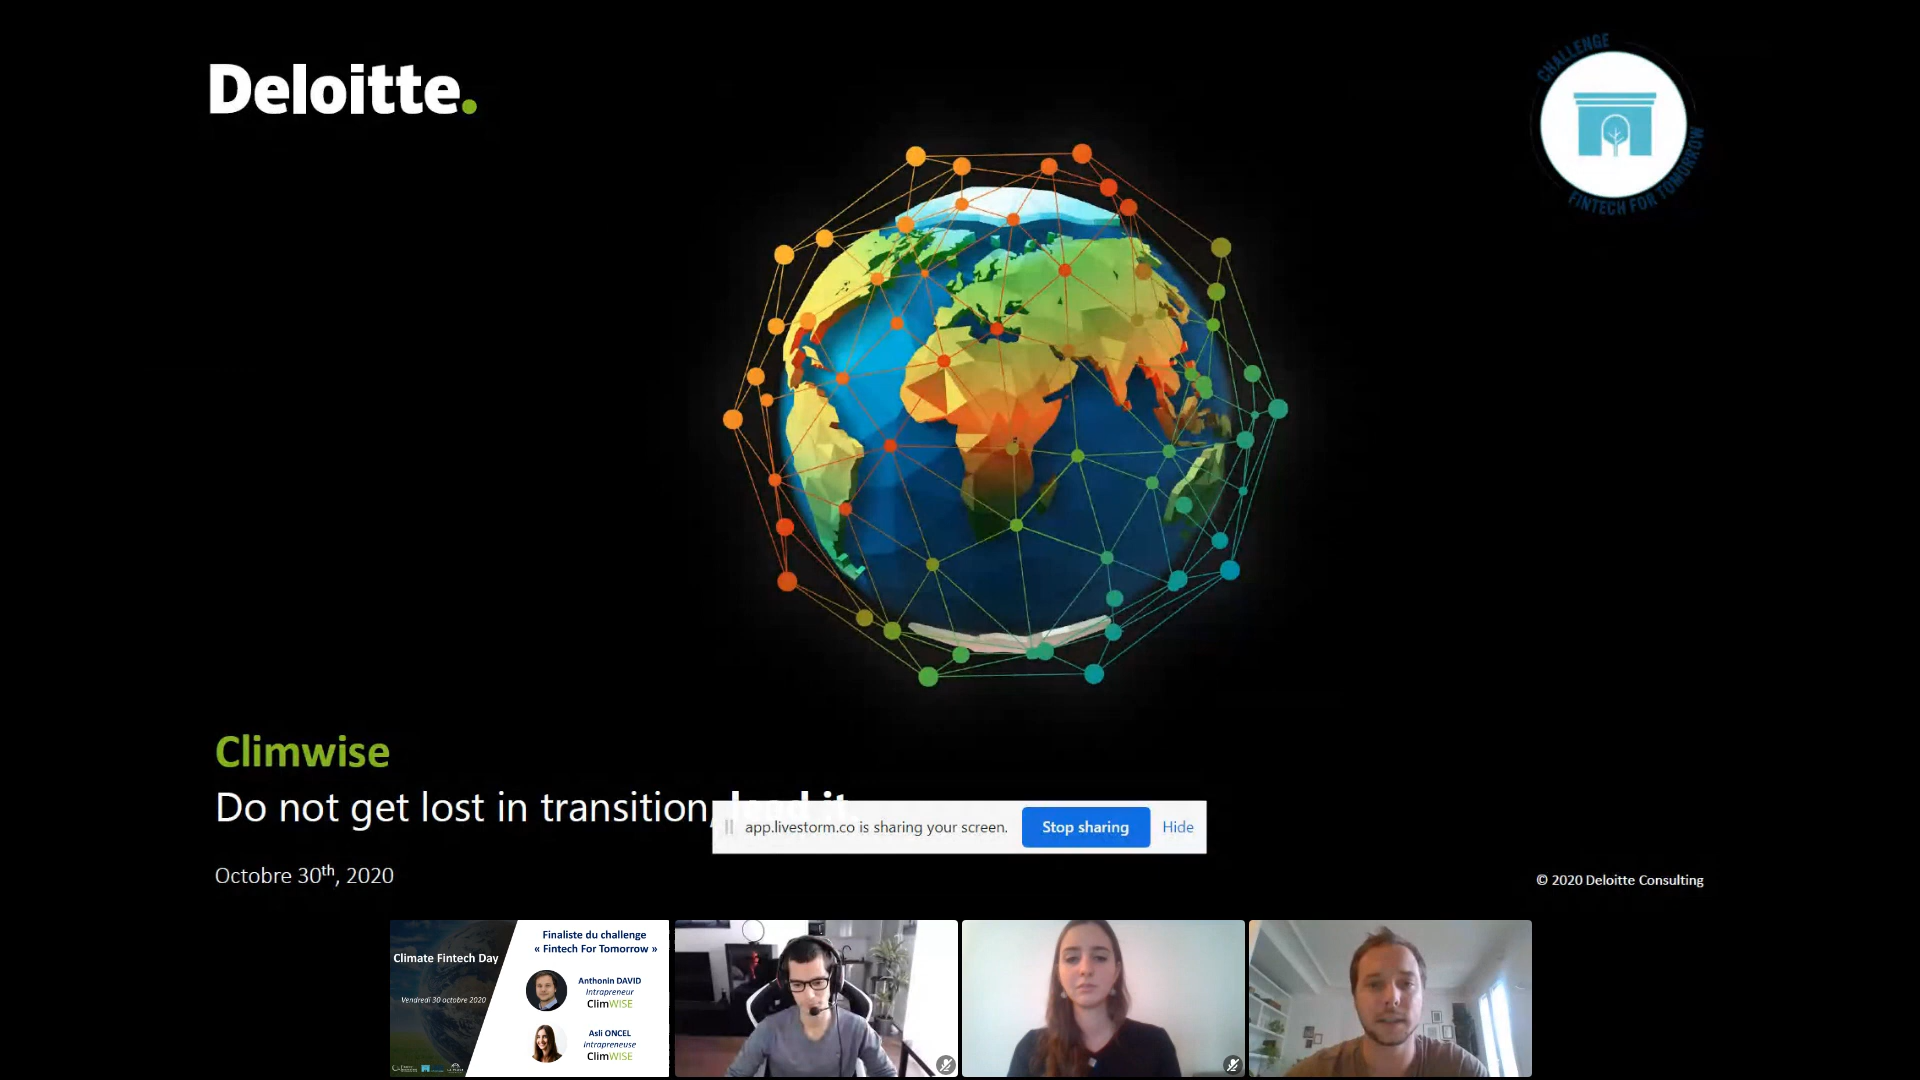 Deloitte.
CHALLENGE
FINTECH FOR TOMORROW
Climwise
Do not get lost in transition, lead it.
app.livestorm.co is sharing your screen.
Stop sharing
Hide
Octobre 30th, 2020
© 2020 Deloitte Consulting
Climate Fintech Day
Vendredi 30 octobre 2020
Finaliste du challenge
« Fintech For Tomorrow »
Anthonin DAVID
Intrapreneur
ClimWISE
Asli ONCEL
Intrapreneuse
ClimWISE